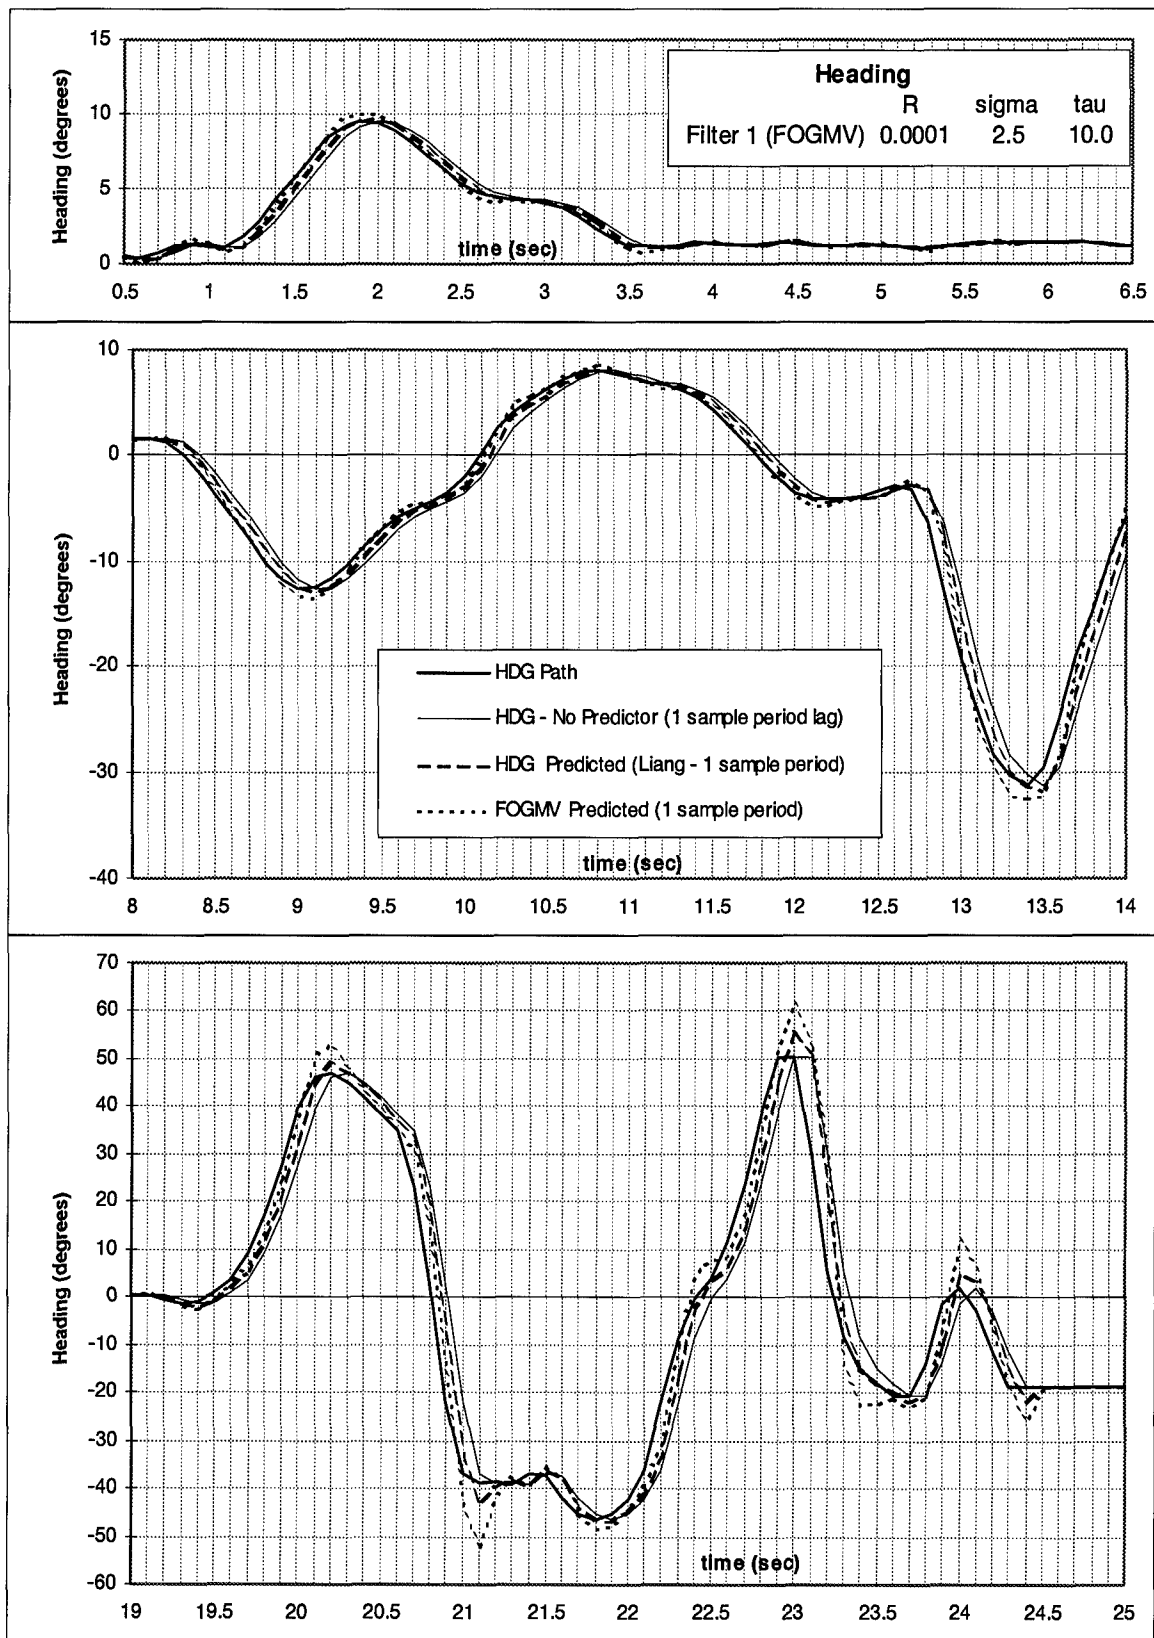 15
10
5
0
Heading (degrees)
Heading
R sigma tau
Filter 1 (FOGMV) 0.0001 2.5 10.0
time (sec)
0.5 1 1.5 2 2.5 3 3.5 4 4.5 5 5.5 6 6.5
10
0
-10
-20
-30
-40
Heading (degrees)
HDG Path
HDG - No Predictor (1 sample period lag)
HDG Predicted (Liang - 1 sample period)
FOGMV Predicted (1 sample period)
time (sec)
8 8.5 9 9.5 10 10.5 11 11.5 12 12.5 13 13.5 14
70
60
50
40
30
20
10
0
-10
-20
-30
-40
-50
-60
Heading (degrees)
time (sec)
19 19.5 20 20.5 21 21.5 22 22.5 23 23.5 24 24.5 25